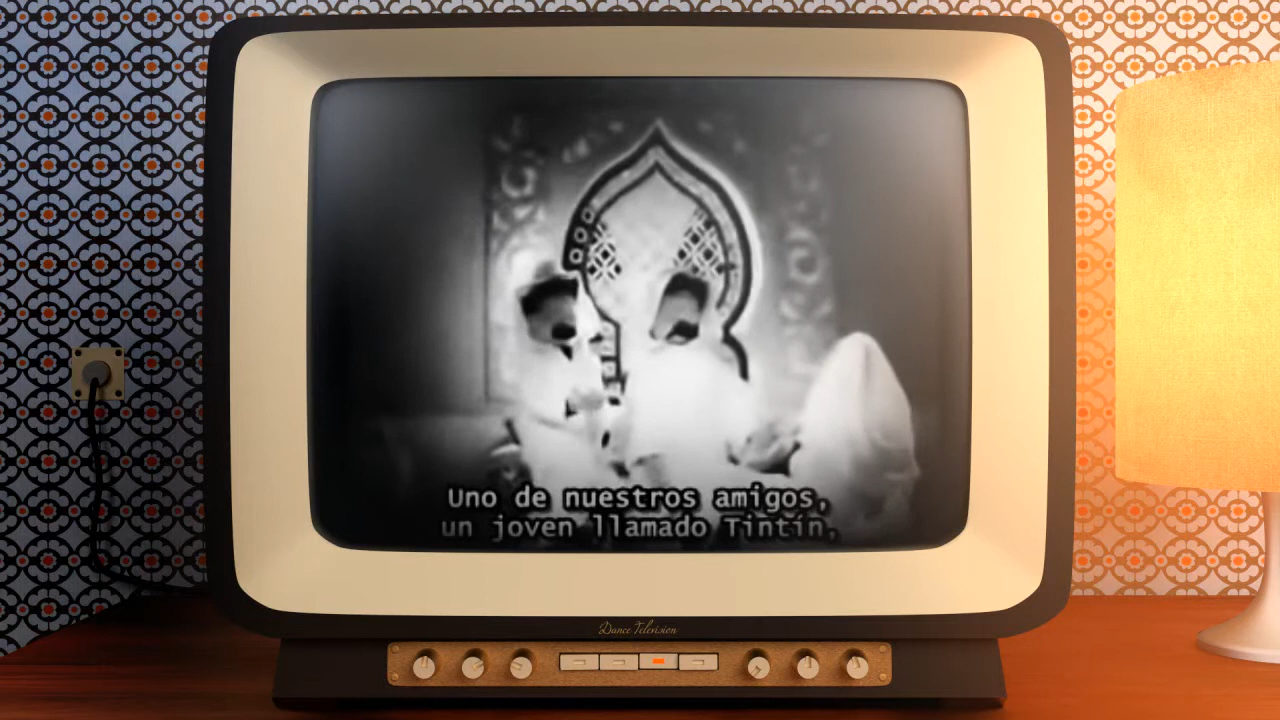 Uno de nuestros amigos,
un joven llamado Tintín,
Dance Television